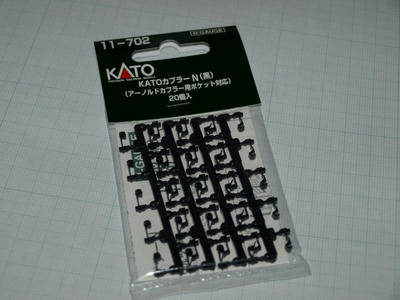 N-GAUGE
11-702
KATO
KATOカプラーN(黒)
(アーノルドカプラー用ポケット対応)
20個入